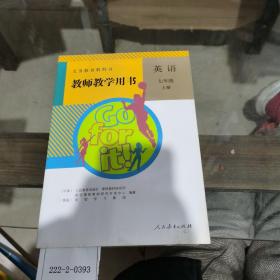 义务教育教科书
教师教学用书
英语
七年级
上册
Go
for
it!
人民教育出版社
222-2-0393